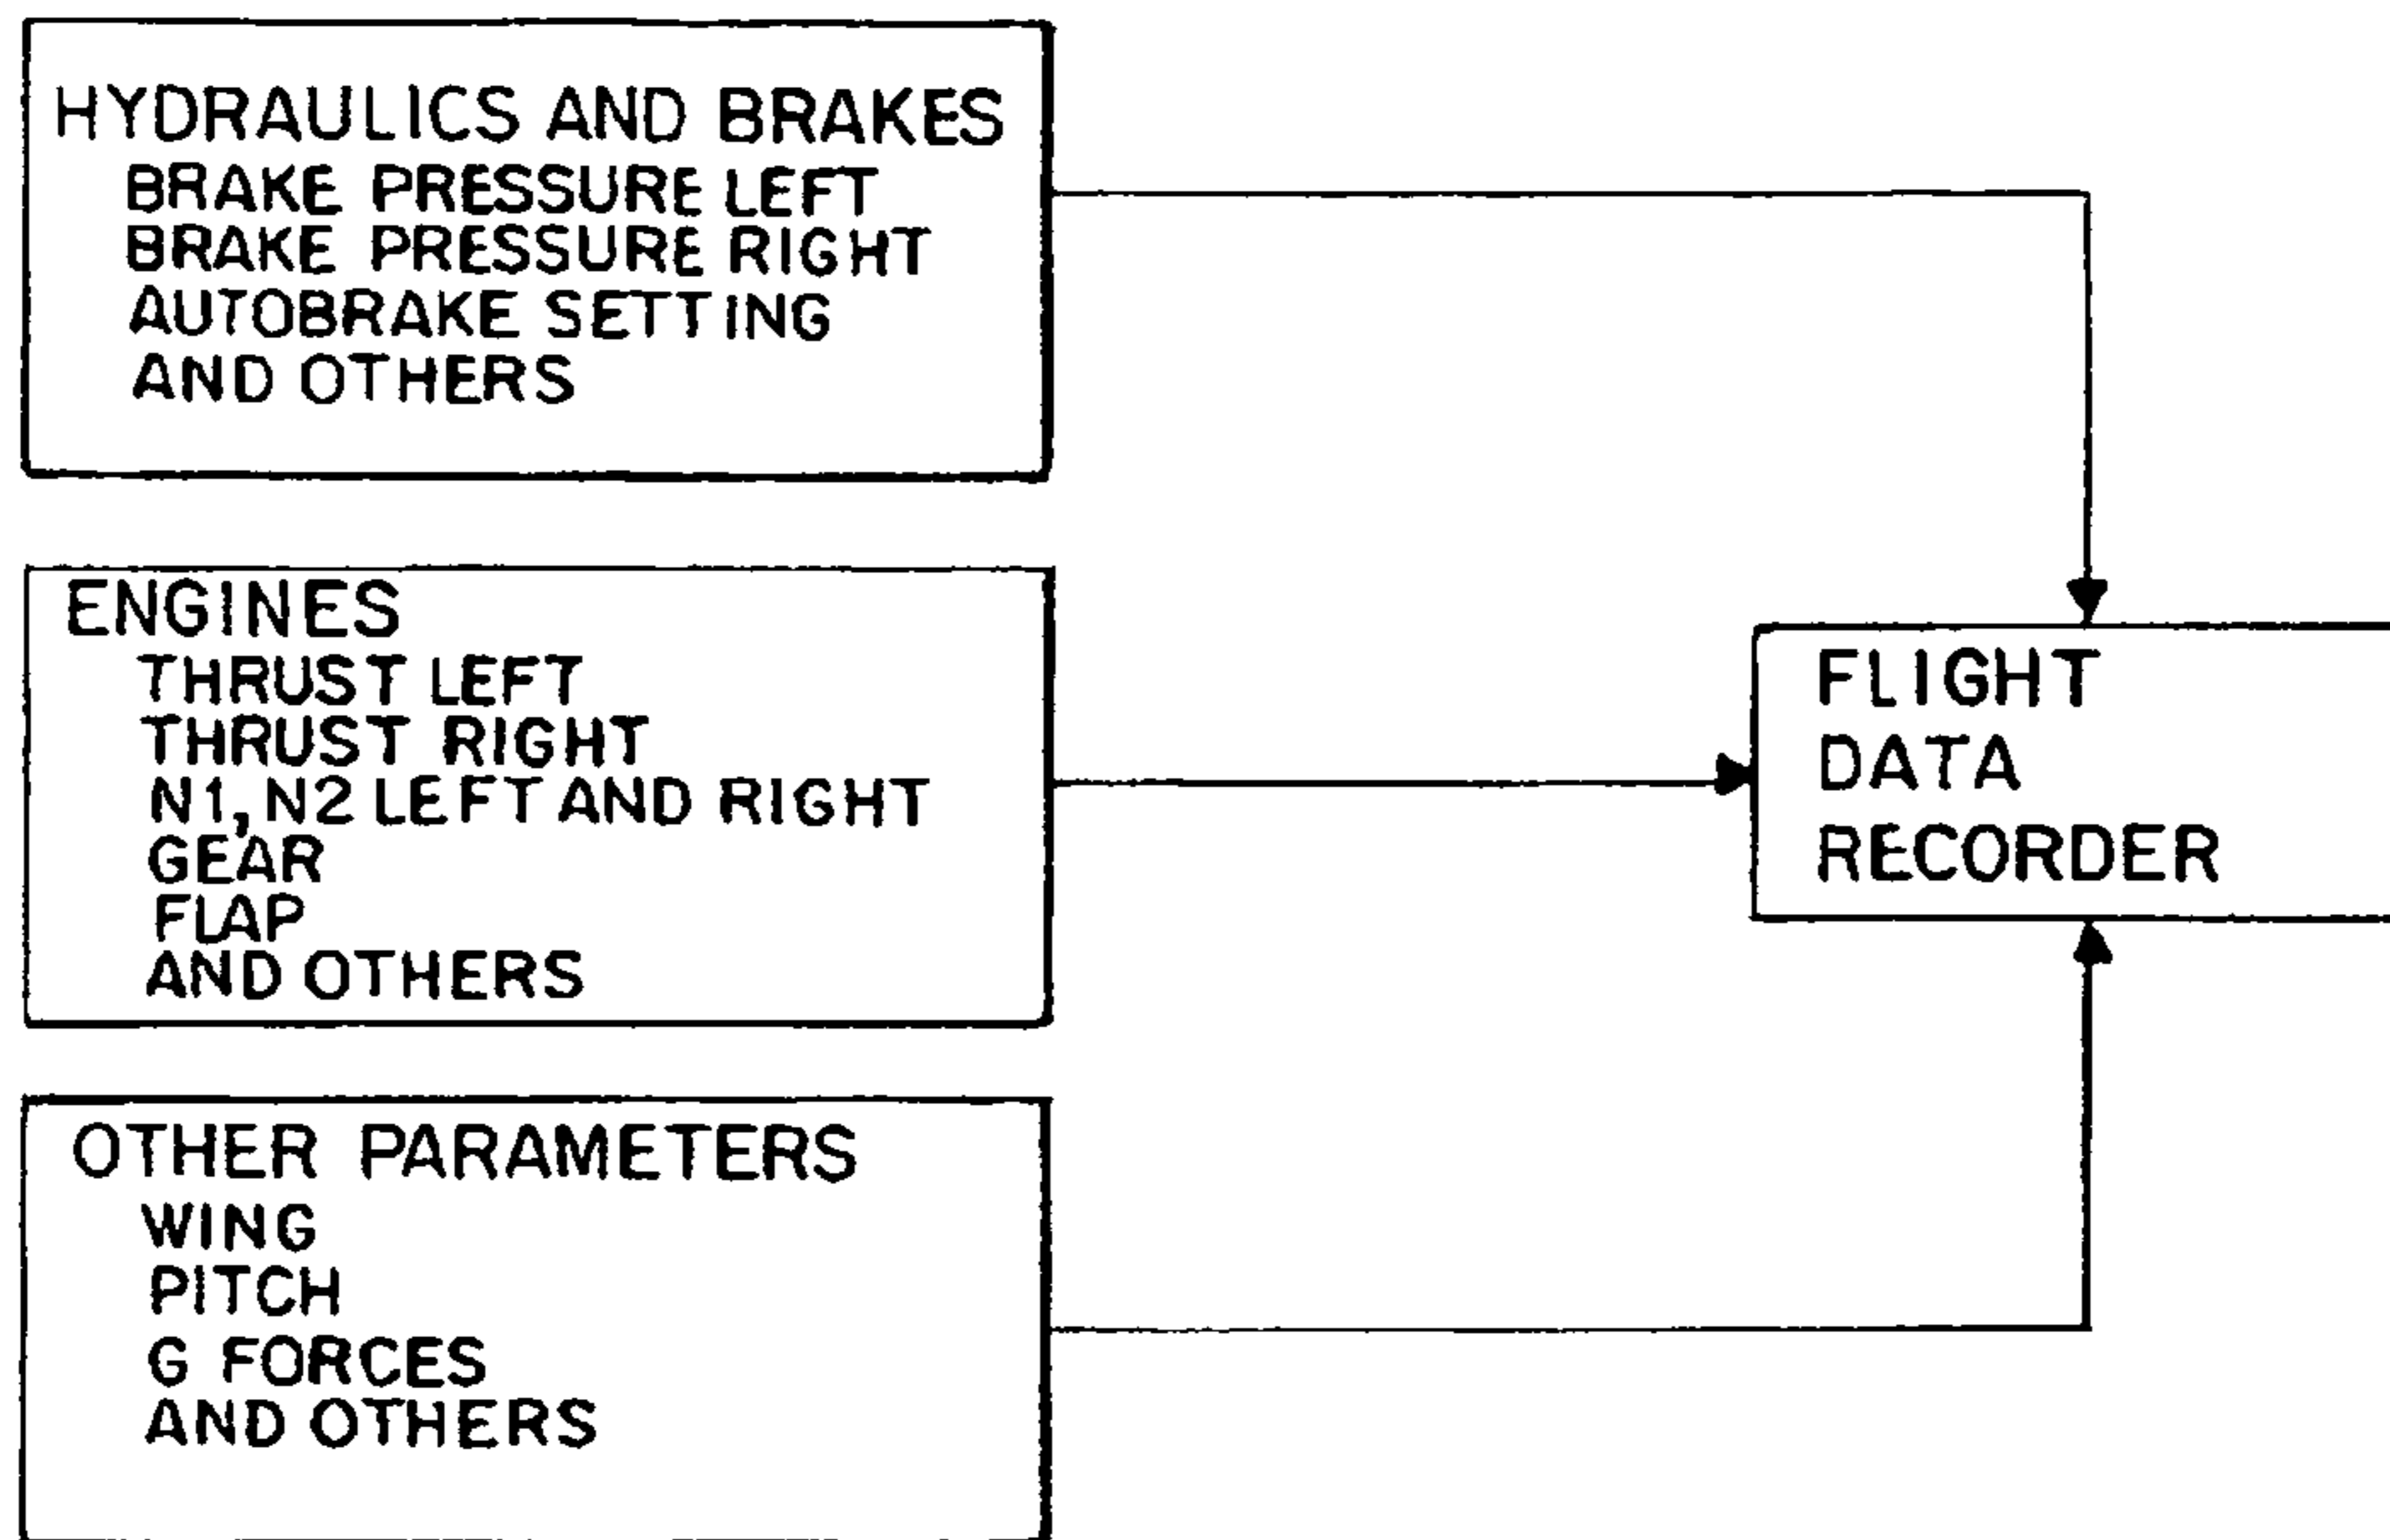 HYDRAULICS AND BRAKES
BRAKE PRESSURE LEFT
BRAKE PRESSURE RIGHT
AUTOBRAKE SETTING
AND OTHERS
ENGINES
THRUST LEFT
THRUST RIGHT
N1, N2 LEFT AND RIGHT
GEAR
FLAP
AND OTHERS
FLIGHT
DATA
RECORDER
OTHER PARAMETERS
WING
PITCH
G FORCES
AND OTHERS